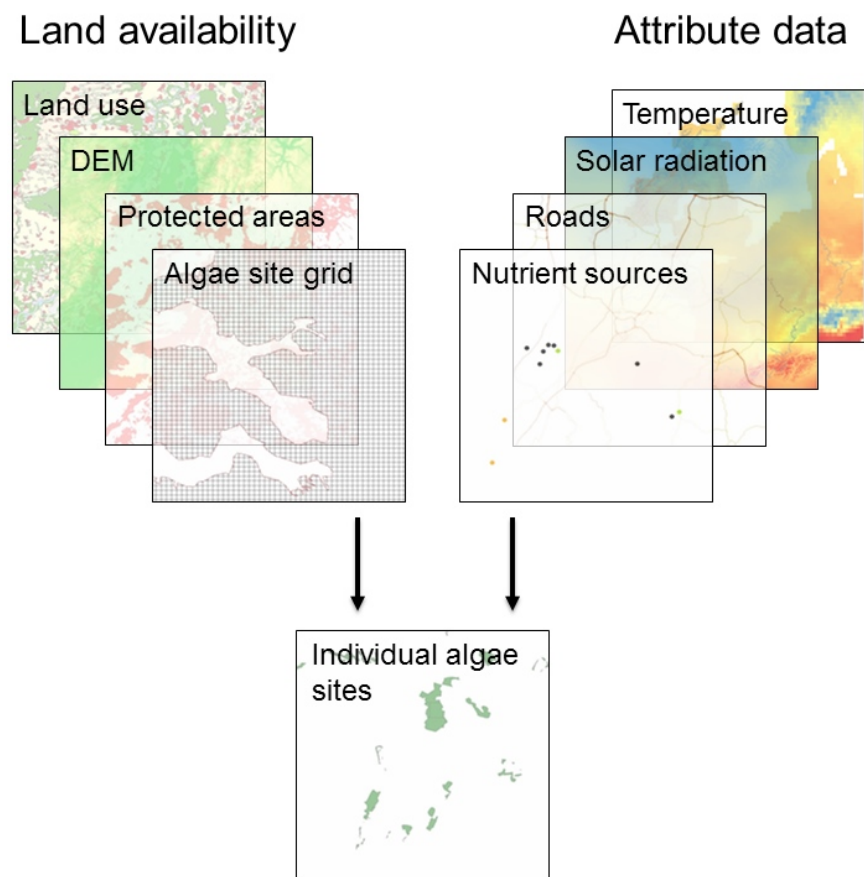 Land availability
Land use
DEM
Protected areas
Algae site grid
Attribute data
Temperature
Solar radiation
Roads
Nutrient sources
Individual algae
sites